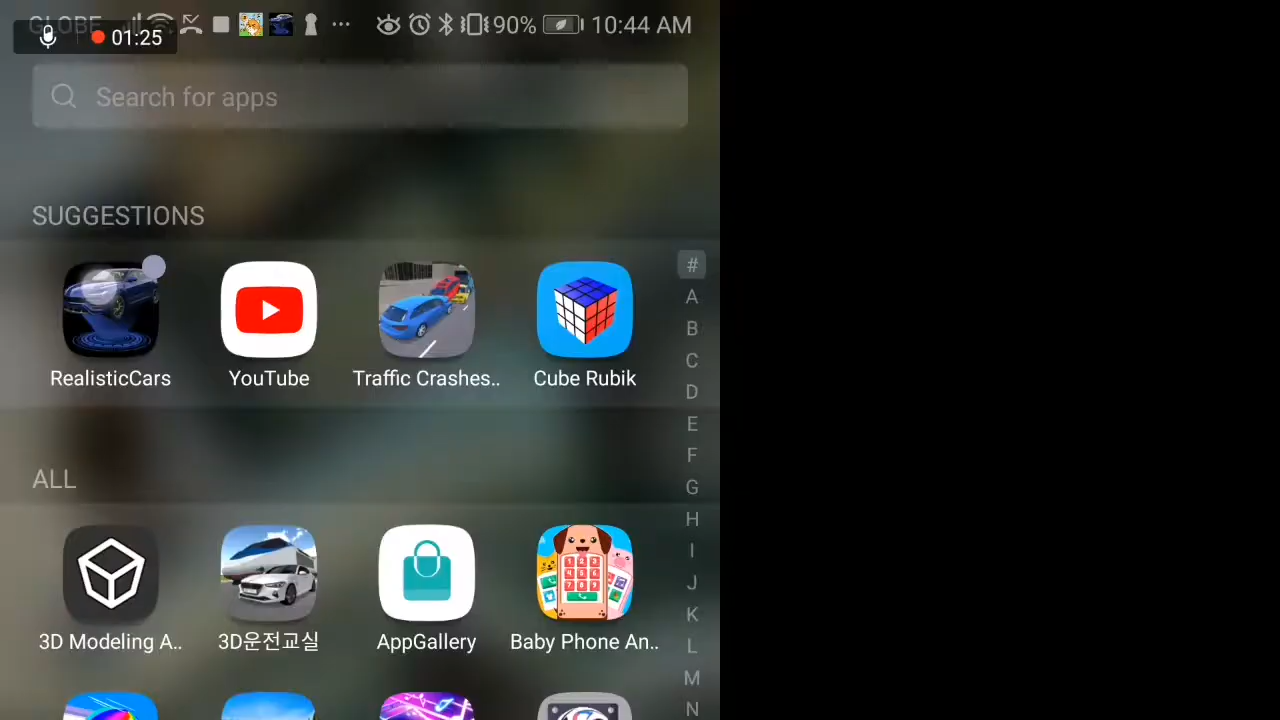 GLOBE 90% 10:44 AM
01:25
Search for apps
SUGGESTIONS
RealisticCars YouTube Traffic Crashes.. Cube Rubik
ALL
3D Modeling A.. 3D운전교실 AppGallery Baby Phone An..
#
A
B
C
D
E
F
G
H
I
J
K
L
M
N